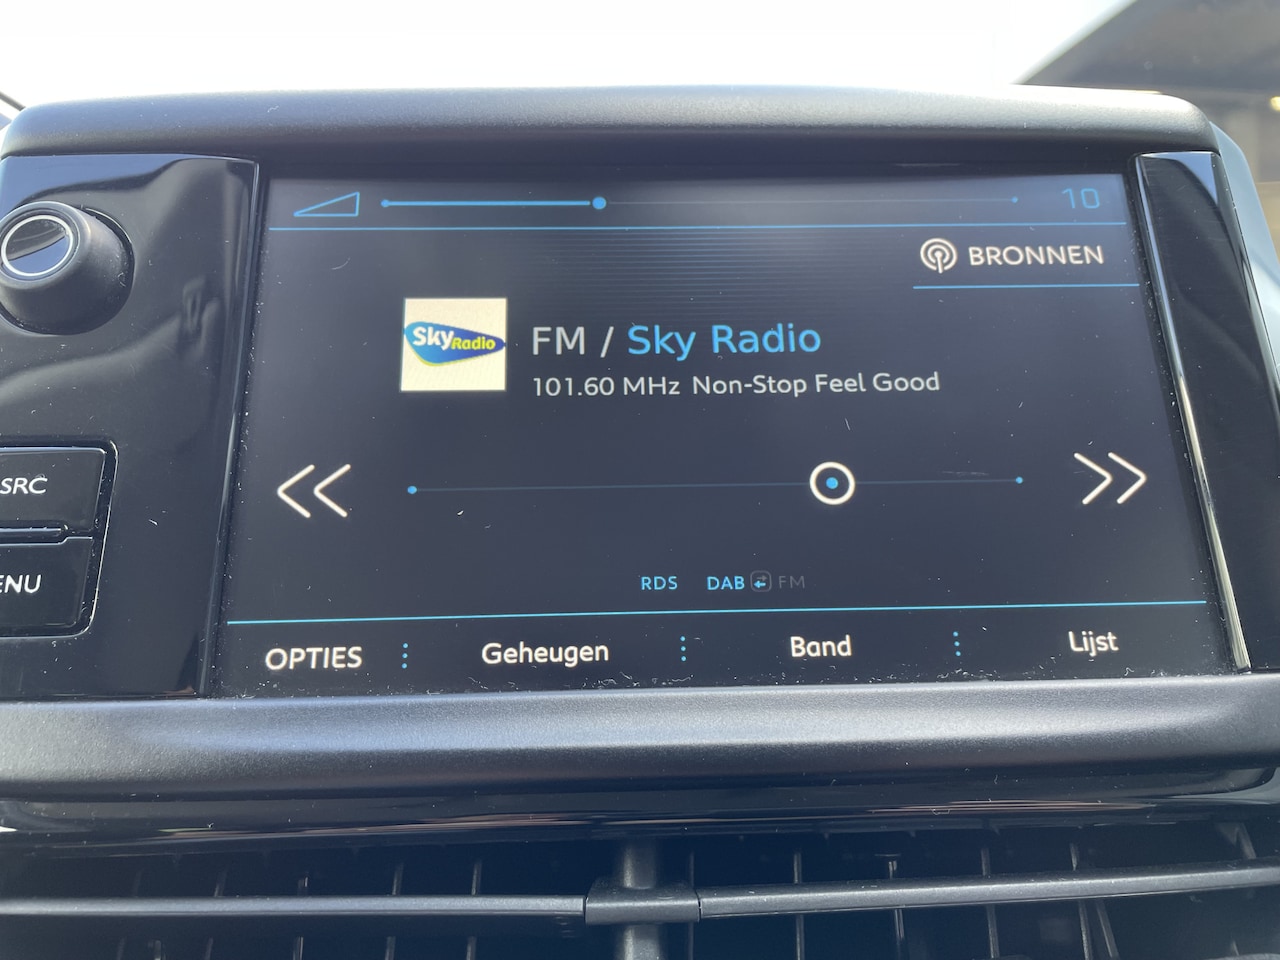 10
BRONNEN
Sky Radio
FM / Sky Radio
101.60 MHz Non-Stop Feel Good
SRC
ENU
RDS DAB FM
OPTIES Geheugen Band Lijst